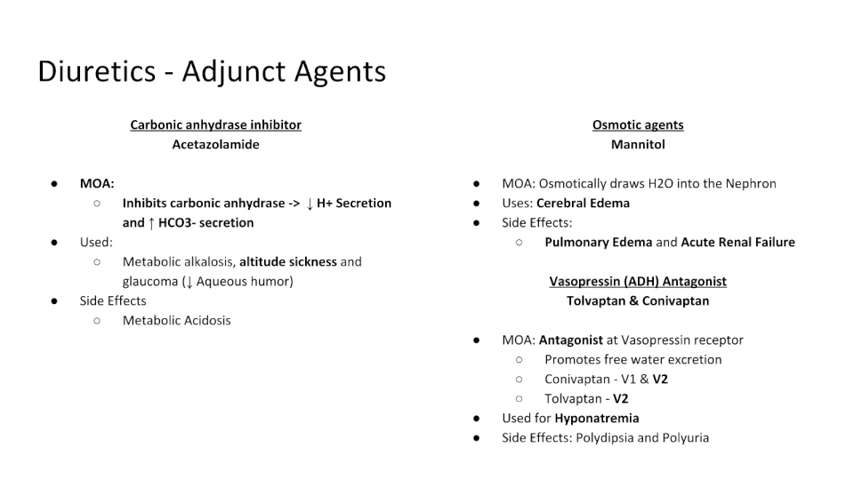 Diuretics - Adjunct Agents
Carbonic anhydrase inhibitor
Acetazolamide
● MOA:
○ Inhibits carbonic anhydrase -> ↓ H+ Secretion
and ↑ HCO3- secretion
● Used:
○ Metabolic alkalosis, altitude sickness and
glaucoma (↓ Aqueous humor)
● Side Effects
○ Metabolic Acidosis
Osmotic agents
Mannitol
● MOA: Osmotically draws H2O into the Nephron
● Uses: Cerebral Edema
● Side Effects:
○ Pulmonary Edema and Acute Renal Failure
Vasopressin (ADH) Antagonist
Tolvaptan & Conivaptan
● MOA: Antagonist at Vasopressin receptor
○ Promotes free water excretion
○ Conivaptan - V1 & V2
○ Tolvaptan - V2
● Used for Hyponatremia
● Side Effects: Polydipsia and Polyuria